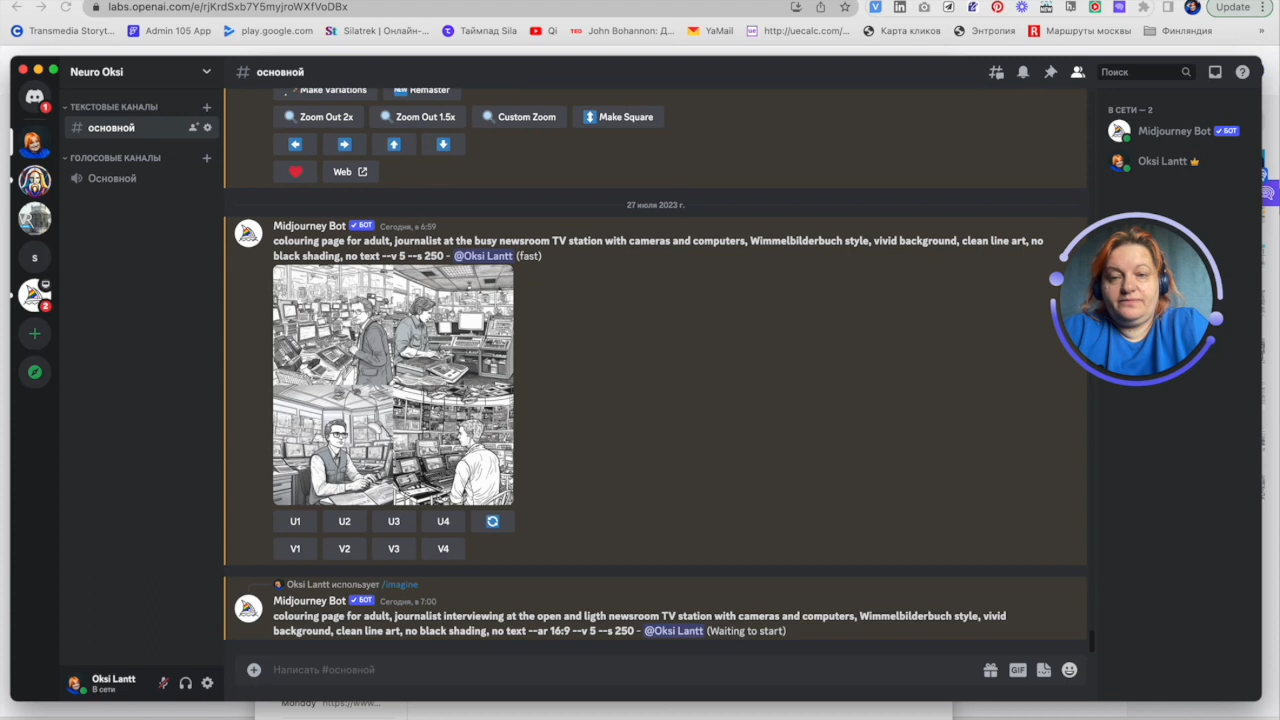 labs.openai.com/e/rjKrdSxb7Y5myjroWXfVoDBx
Update
Transmedia Storyt...
Admin 105 App
play.google.com
Silatrek | Онлайн-...
Таймпад Sila
Qi
TED John Bohannon: Д...
YaMail
http://uecalc.com/...
Карта кликов
Энтропия
Маршруты москвы
Финляндия
»
Neuro Oksi
# основной
Поиск
ТЕКСТОВЫЕ КАНАЛЫ
# основной
ГОЛОСОВЫЕ КАНАЛЫ
Основной
1
s
2
Make Variations
NEW Remaster
Zoom Out 2x
Zoom Out 1.5x
Custom Zoom
Make Square
Web
27 июля 2023 г.
Midjourney Bot ✓ БОТ Сегодня, в 6:59
colouring page for adult, journalist at the busy newsroom TV station with cameras and computers, Wimmelbilderbuch style, vivid background, clean line art, no
black shading, no text --v 5 --s 250 - @Oksi Lantt (fast)
U1 U2 U3 U4
V1 V2 V3 V4
Oksi Lantt использует /imagine
Midjourney Bot ✓ БОТ Сегодня, в 7:00
colouring page for adult, journalist interviewing at the open and ligth newsroom TV station with cameras and computers, Wimmelbilderbuch style, vivid
background, clean line art, no black shading, no text --ar 16:9 --v 5 --s 250 - @Oksi Lantt (Waiting to start)
Написать #основной
GIF
В СЕТИ — 2
Midjourney Bot ✓ БОТ
Oksi Lantt
Oksi Lantt
В сети
Monday https://www...